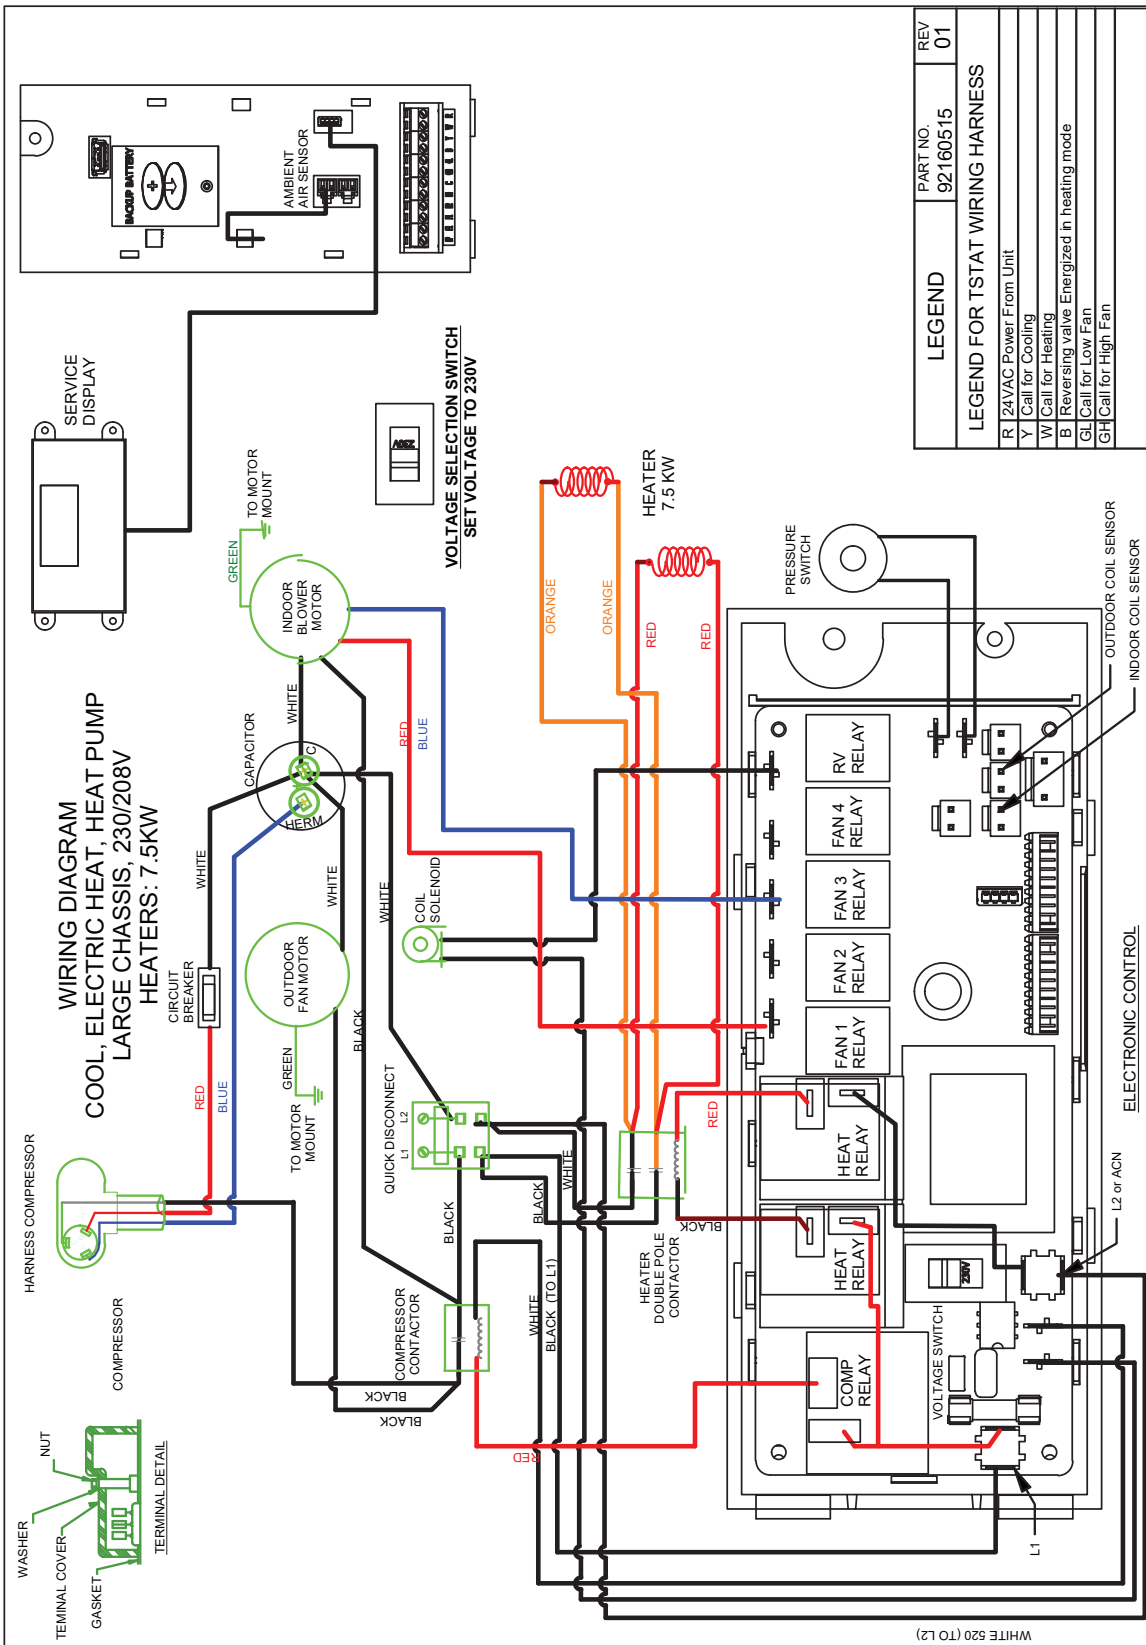 WIRING DIAGRAM
COOL, ELECTRIC HEAT, HEAT PUMP
LARGE CHASSIS, 230/208V
HEATERS: 7.5KW
WASHER
NUT
TEMINAL COVER
GASKET
TERMINAL DETAIL
HARNESS COMPRESSOR
COMPRESSOR
RED
BLUE
CIRCUIT
BREAKER
WHITE
CAPACITOR
HERM
C
WHITE
GREEN
TO MOTOR
MOUNT
INDOOR
BLOWER
MOTOR
SERVICE
DISPLAY
BACKUP BATTERY
AMBIENT
AIR SENSOR
OUTDOOR
FAN MOTOR
GREEN
TO MOTOR
MOUNT
WHITE
WHITE
BLACK
RED
BLUE
COIL
SOLENOID
VOLTAGE SELECTION SWITCH
SET VOLTAGE TO 230V
230V
QUICK DISCONNECT
L1
L2
BLACK
BLACK
WHITE
BLACK
BLACK
COMPRESSOR
CONTACTOR
WHITE
BLACK (TO L1)
RED
HEATER
DOUBLE POLE
CONTACTOR
BLACK
RED
ORANGE
ORANGE
RED
RED
HEATER
7.5 KW
PRESSURE
SWITCH
COMP
RELAY
HEAT
RELAY
HEAT
RELAY
FAN 1
RELAY
FAN 2
RELAY
FAN 3
RELAY
FAN 4
RELAY
RV
RELAY
VOLTAGE SWITCH
230V
L1
L2 or ACN
ELECTRONIC CONTROL
OUTDOOR COIL SENSOR
INDOOR COIL SENSOR
WHITE 520 (TO L2)
LEGEND
PART NO.
92160515
REV
01
LEGEND FOR TSTAT WIRING HARNESS
R 24VAC Power From Unit
Y Call for Cooling
W Call for Heating
B Reversing valve Energized in heating mode
GL Call for Low Fan
GH Call for High Fan